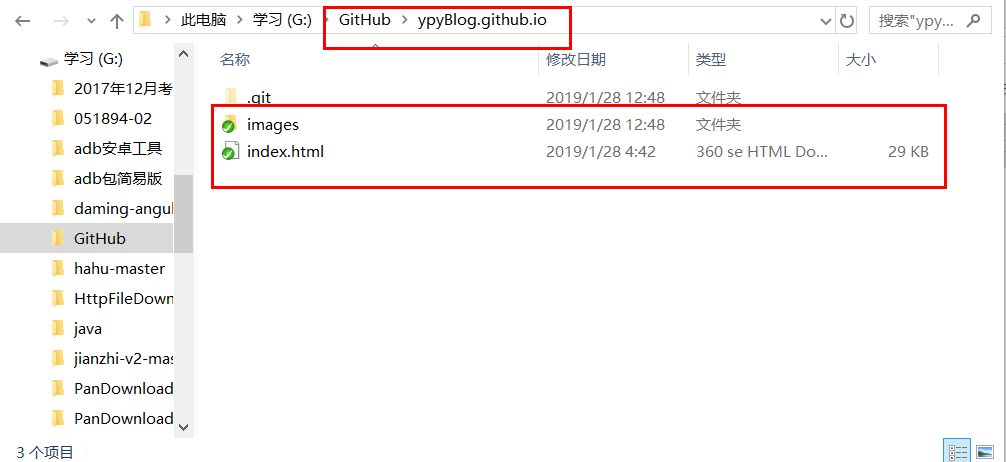 此电脑 学习 (G:) GitHub ypyBlog.github.io 搜索"ypy...
学习 (G:)
2017年12月考
051894-02
adb安卓工具
adb包简易版
daming-angul
GitHub
hahu-master
HttpFileDown
java
jianzhi-v2-mas
PanDownload
PanDownload
名称 修改日期 类型 大小
.git 2019/1/28 12:48 文件夹
images 2019/1/28 12:48 文件夹
index.html 2019/1/28 4:42 360 se HTML Do... 29 KB
3 个项目